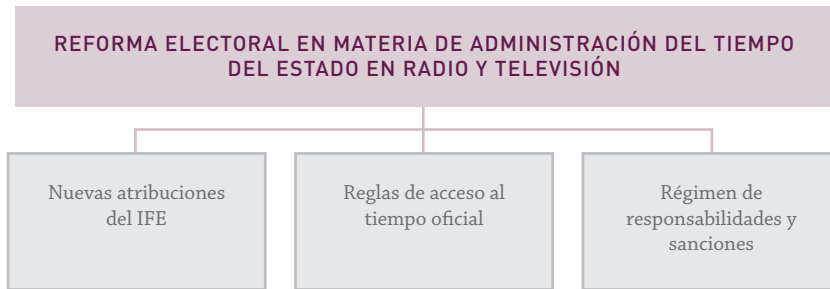 REFORMA ELECTORAL EN MATERIA DE ADMINISTRACIÓN DEL TIEMPO
DEL ESTADO EN RADIO Y TELEVISIÓN
Nuevas atribuciones
del IFE
Reglas de acceso al
tiempo oficial
Régimen de
responsabilidades y
sanciones